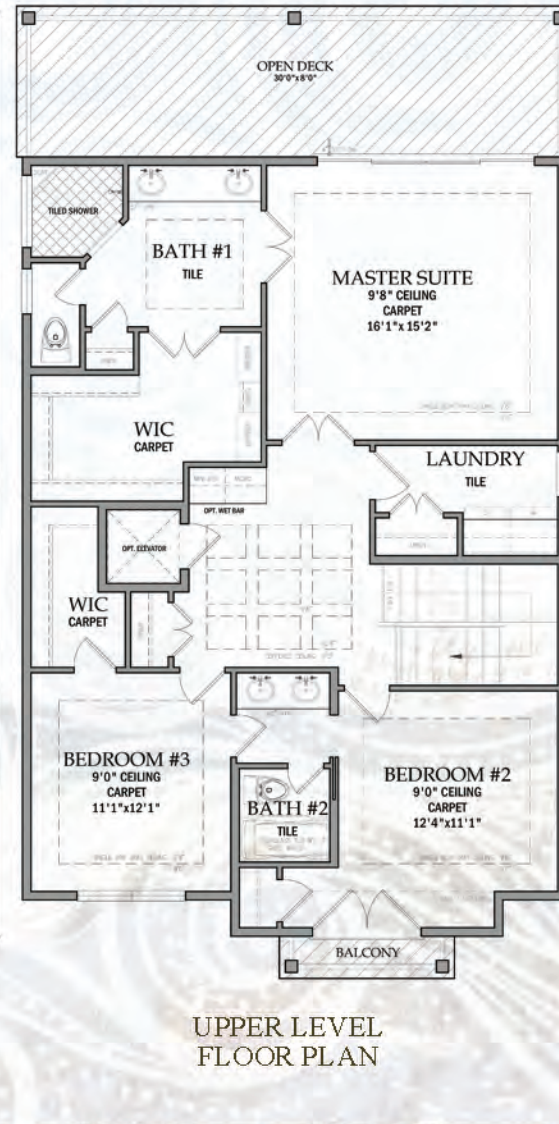 OPEN DECK
30'0"x8'0"
TILED SHOWER
BATH #1
TILE
MASTER SUITE
9'8" CEILING
CARPET
16'1"x 15'2"
WIC
CARPET
LAUNDRY
TILE
OPT. WET BAR
OPT. ELEVATOR
WIC
CARPET
BEDROOM #3
9'0" CEILING
CARPET
11'1"x12'1"
BATH #2
TILE
BEDROOM #2
9'0" CEILING
CARPET
12'4"x11'1"
BALCONY
UPPER LEVEL
FLOOR PLAN